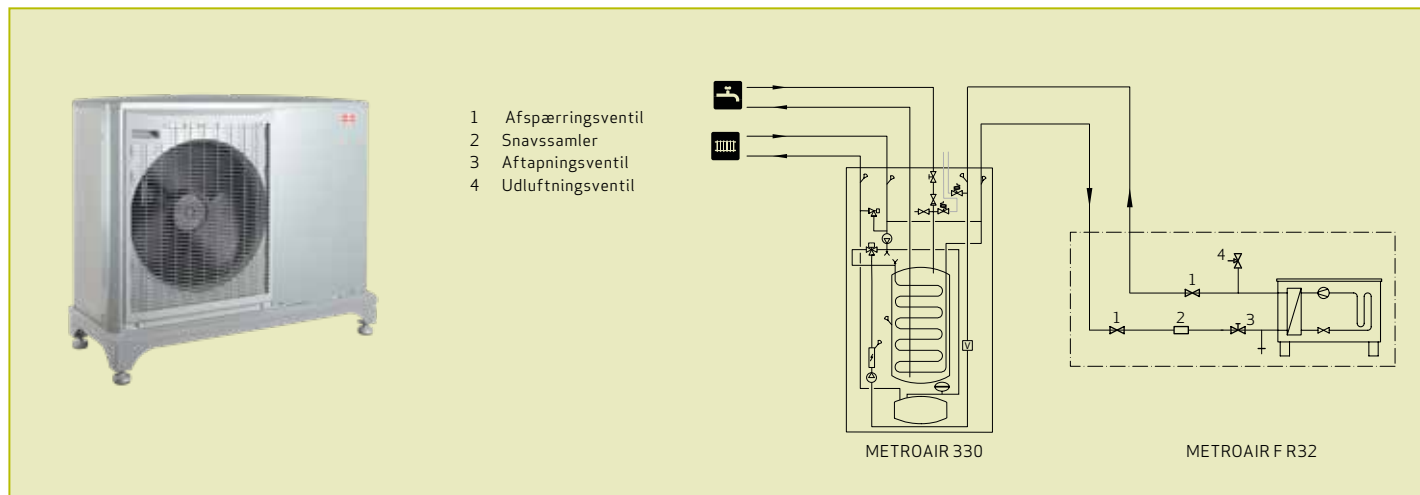 1 Afspærringsventil
2 Snavssamler
3 Aftapningsventil
4 Udluftningsventil
4
1
1 2 3
V
METROAIR 330 METROAIR F R32